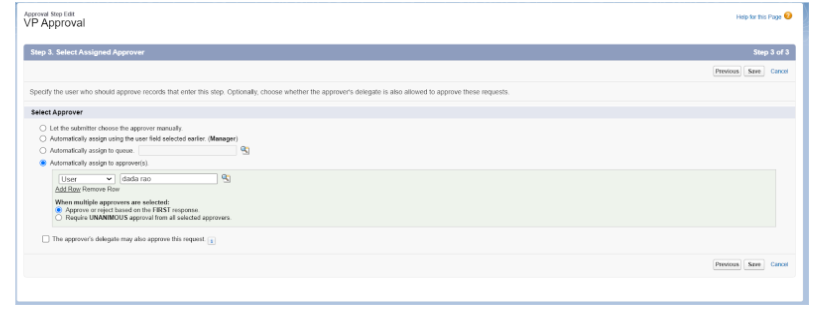 Approval Step Edit
VP Approval
Help for this Page
Step 3. Select Assigned Approver
Step 3 of 3
Previous Save Cancel
Specify the user who should approve records that enter this step. Optionally, choose whether the approver's delegate is also allowed to approve these requests.
Select Approver
Let the submitter choose the approver manually.
Automatically assign using the user field selected earlier. (Manager)
Automatically assign to queue.
Automatically assign to approver(s).
User dada rao
Add Row Remove Row
When multiple approvers are selected:
Approve or reject based on the FIRST response.
Require UNANIMOUS approval from all selected approvers.
The approver's delegate may also approve this request. i
Previous Save Cancel